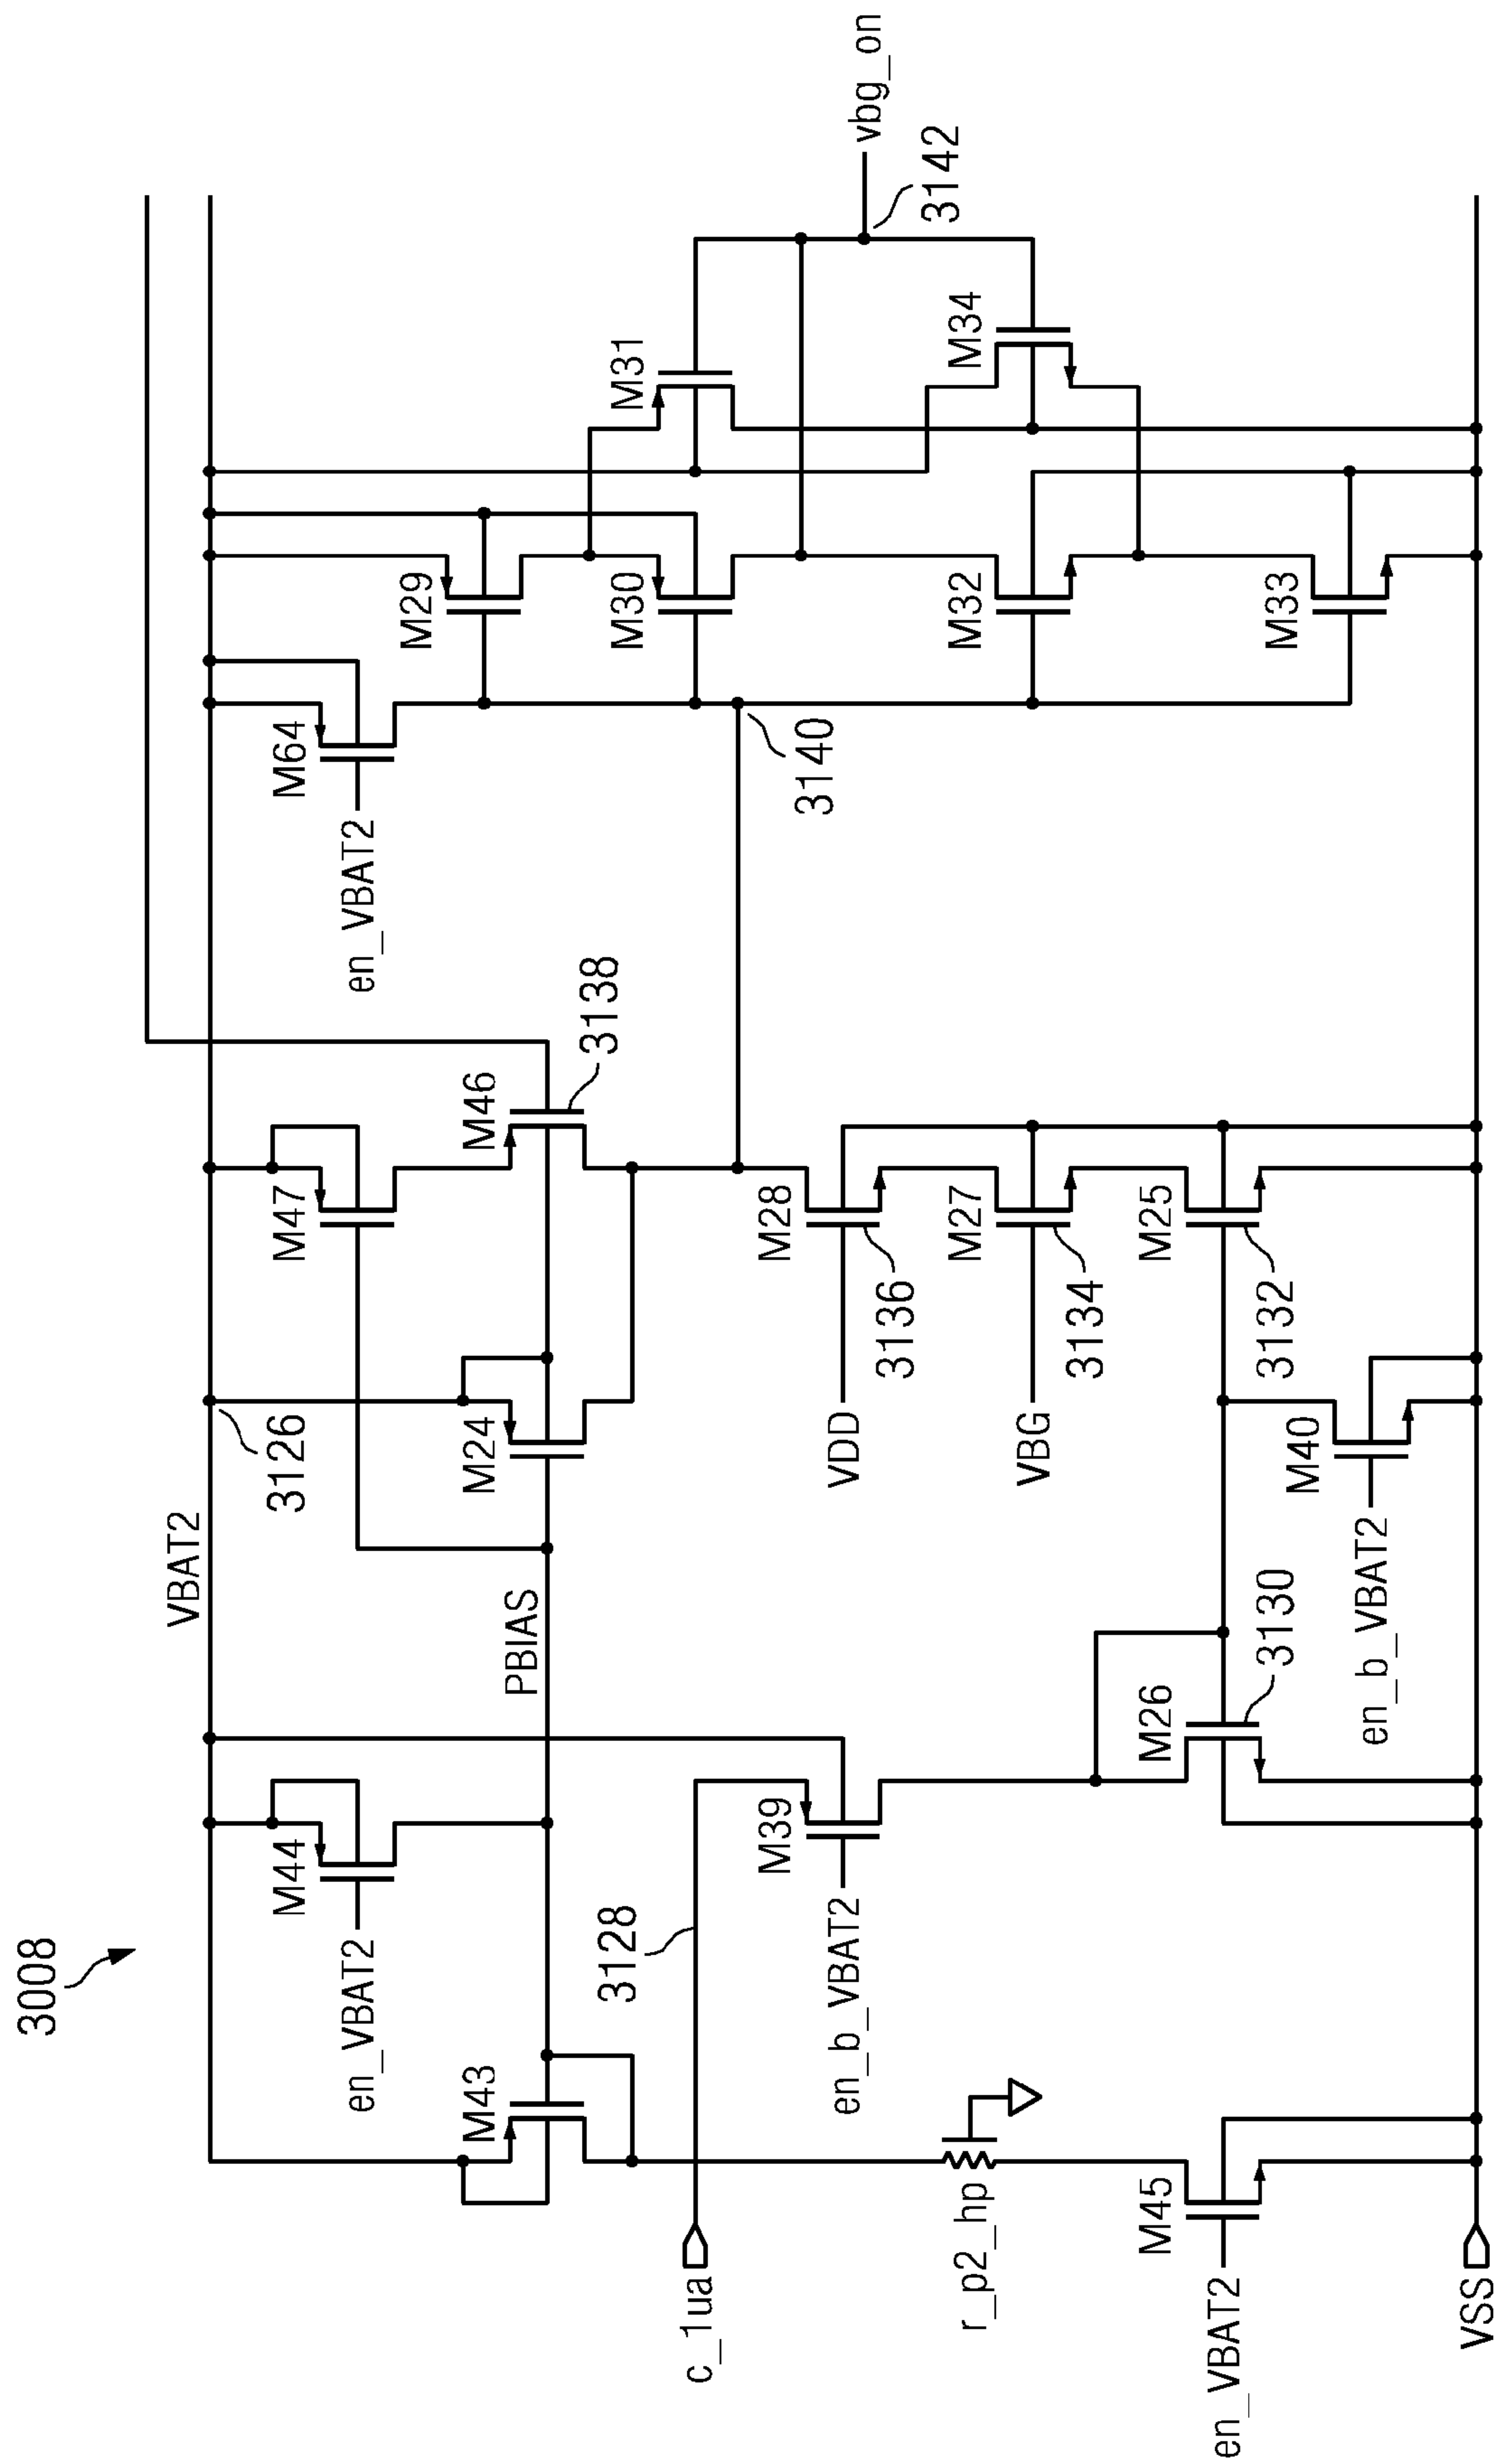 3008
VBAT2
3126
M43
M44
en_VBAT2
PBIAS
M47
M24
M46
3138
M64
en_VBAT2
M29
M30
M31
3140
vbg_on
3142
c_1ua
3128
M39
en_b_VBAT2
VDD
M28
3136
VBG
M27
3134
M32
M34
r_p2_hp
M45
en_VBAT2
M26
3130
M25
3132
M40
en_b_VBAT2
M33
VSS